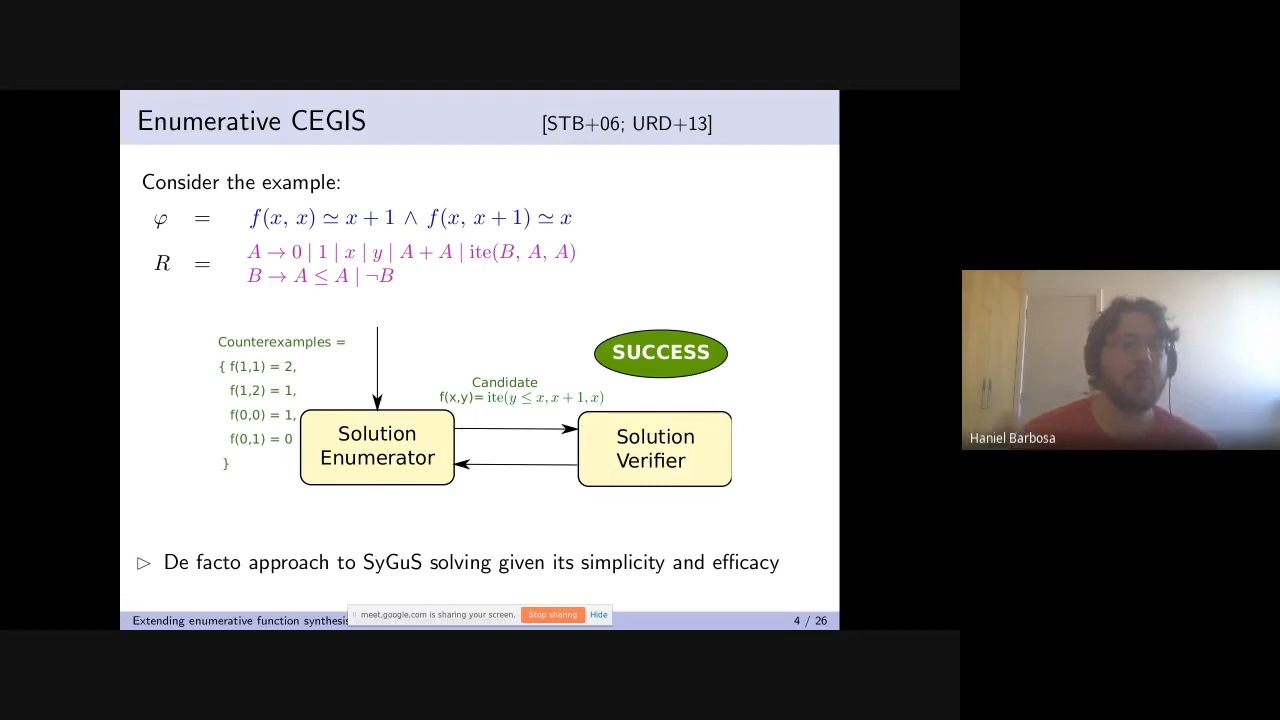 Enumerative CEGIS [STB+06; URD+13]
Consider the example:
φ = f(x, x) ≃ x + 1 ∧ f(x, x + 1) ≃ x
R = A → 0 | 1 | x | y | A + A | ite(B, A, A)
B → A ≤ A | ¬B
Counterexamples =
{ f(1,1) = 2,
f(1,2) = 1,
f(0,0) = 1,
f(0,1) = 0
}
SUCCESS
Candidate
f(x,y)= ite(y ≤ x, x + 1, x)
Solution
Enumerator
Solution
Verifier
▷ De facto approach to SyGuS solving given its simplicity and efficacy
Extending enumerative function synthesis
meet.google.com is sharing your screen. Stop sharing Hide
4 / 26
Haniel Barbosa